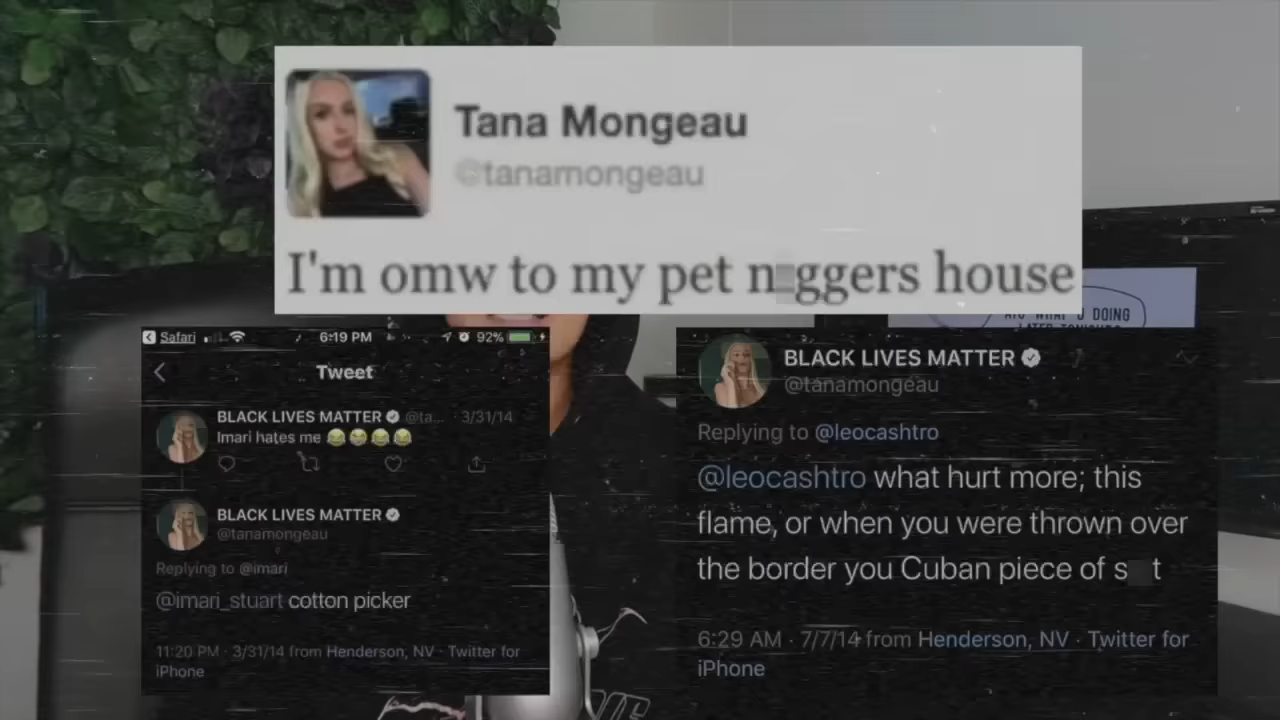 Tana Mongeau
@tanamongeau
I'm omw to my pet n ggers house
Safari 6:19 PM 92%
Tweet
BLACK LIVES MATTER @ta... · 3/31/14
Imari hates me 😂😂😂😂
BLACK LIVES MATTER
@tanamongeau
Replying to @imari
@imari_stuart cotton picker
11:20 PM · 3/31/14 from Henderson, NV · Twitter for
iPhone
WHAT U DOING
BLACK LIVES MATTER
@tanamongeau
Replying to @leocashtro
@leocashtro what hurt more; this
flame, or when you were thrown over
the border you Cuban piece of s t
6:29 AM · 7/7/14 from Henderson, NV · Twitter for
iPhone